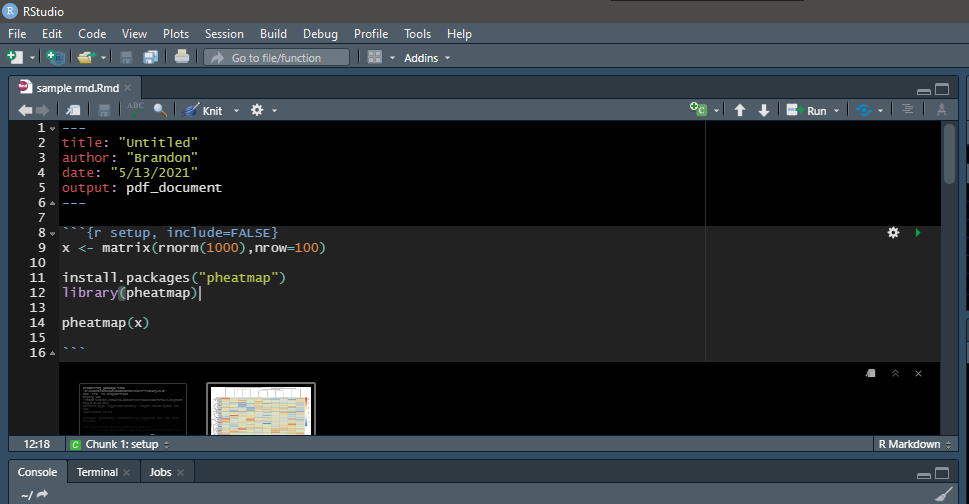 RStudio
File Edit Code View Plots Session Build Debug Profile Tools Help
Go to file/function Addins
sample rmd.Rmd
ABC Knit Run
1 ---
2 title: "Untitled"
3 author: "Brandon"
4 date: "5/13/2021"
5 output: pdf_document
6 ---
7
8 ```{r setup, include=FALSE}
9 x <- matrix(rnorm(1000),nrow=100)
10
11 install.packages("pheatmap")
12 library(pheatmap)
13
14 pheatmap(x)
15
16 ```
12:18 C Chunk 1: setup R Markdown
Console Terminal Jobs
~/